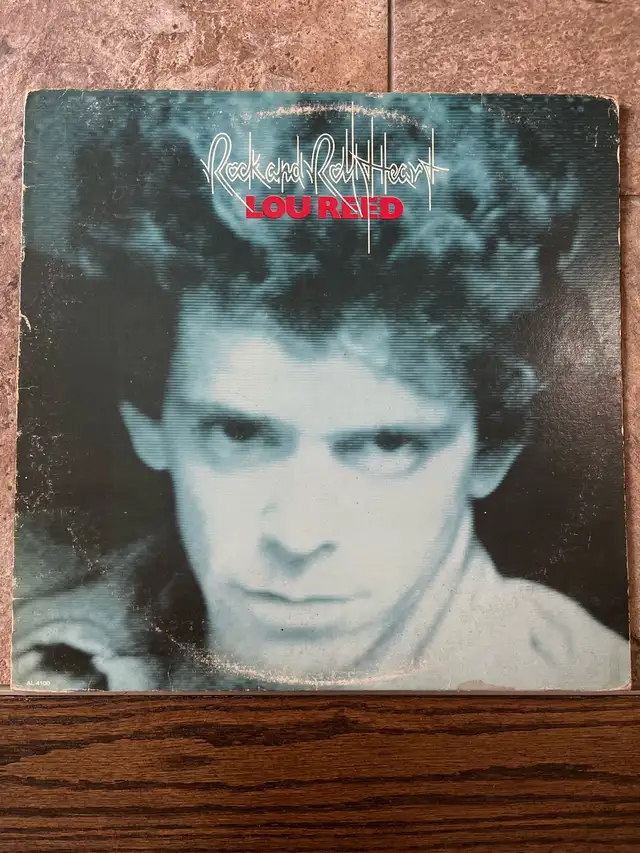 Rock and Roll Heart
LOU REED
AL 4100